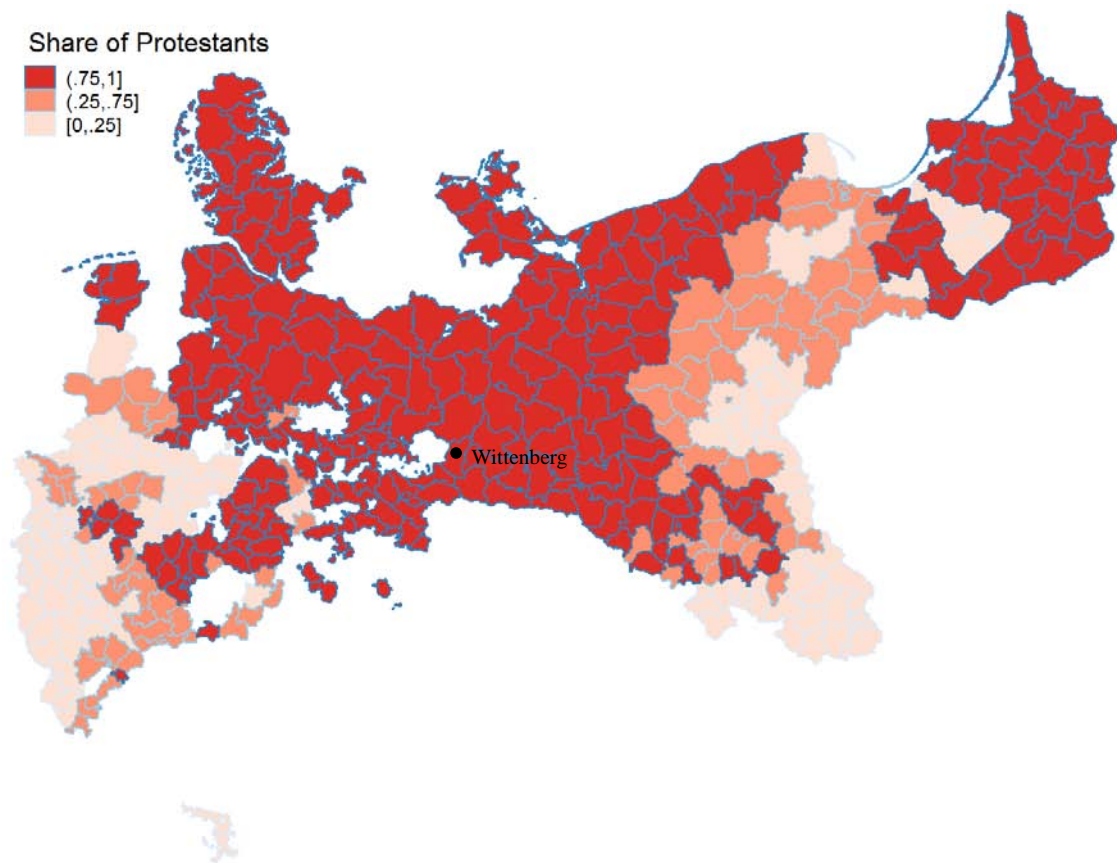 Share of Protestants
(.75,1]
(.25,.75]
[0,.25]
Wittenberg